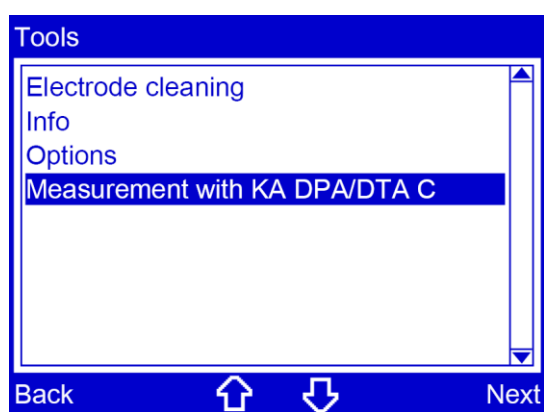 Tools
Electrode cleaning
Info
Options
Measurement with KA DPA/DTA C
Back Next